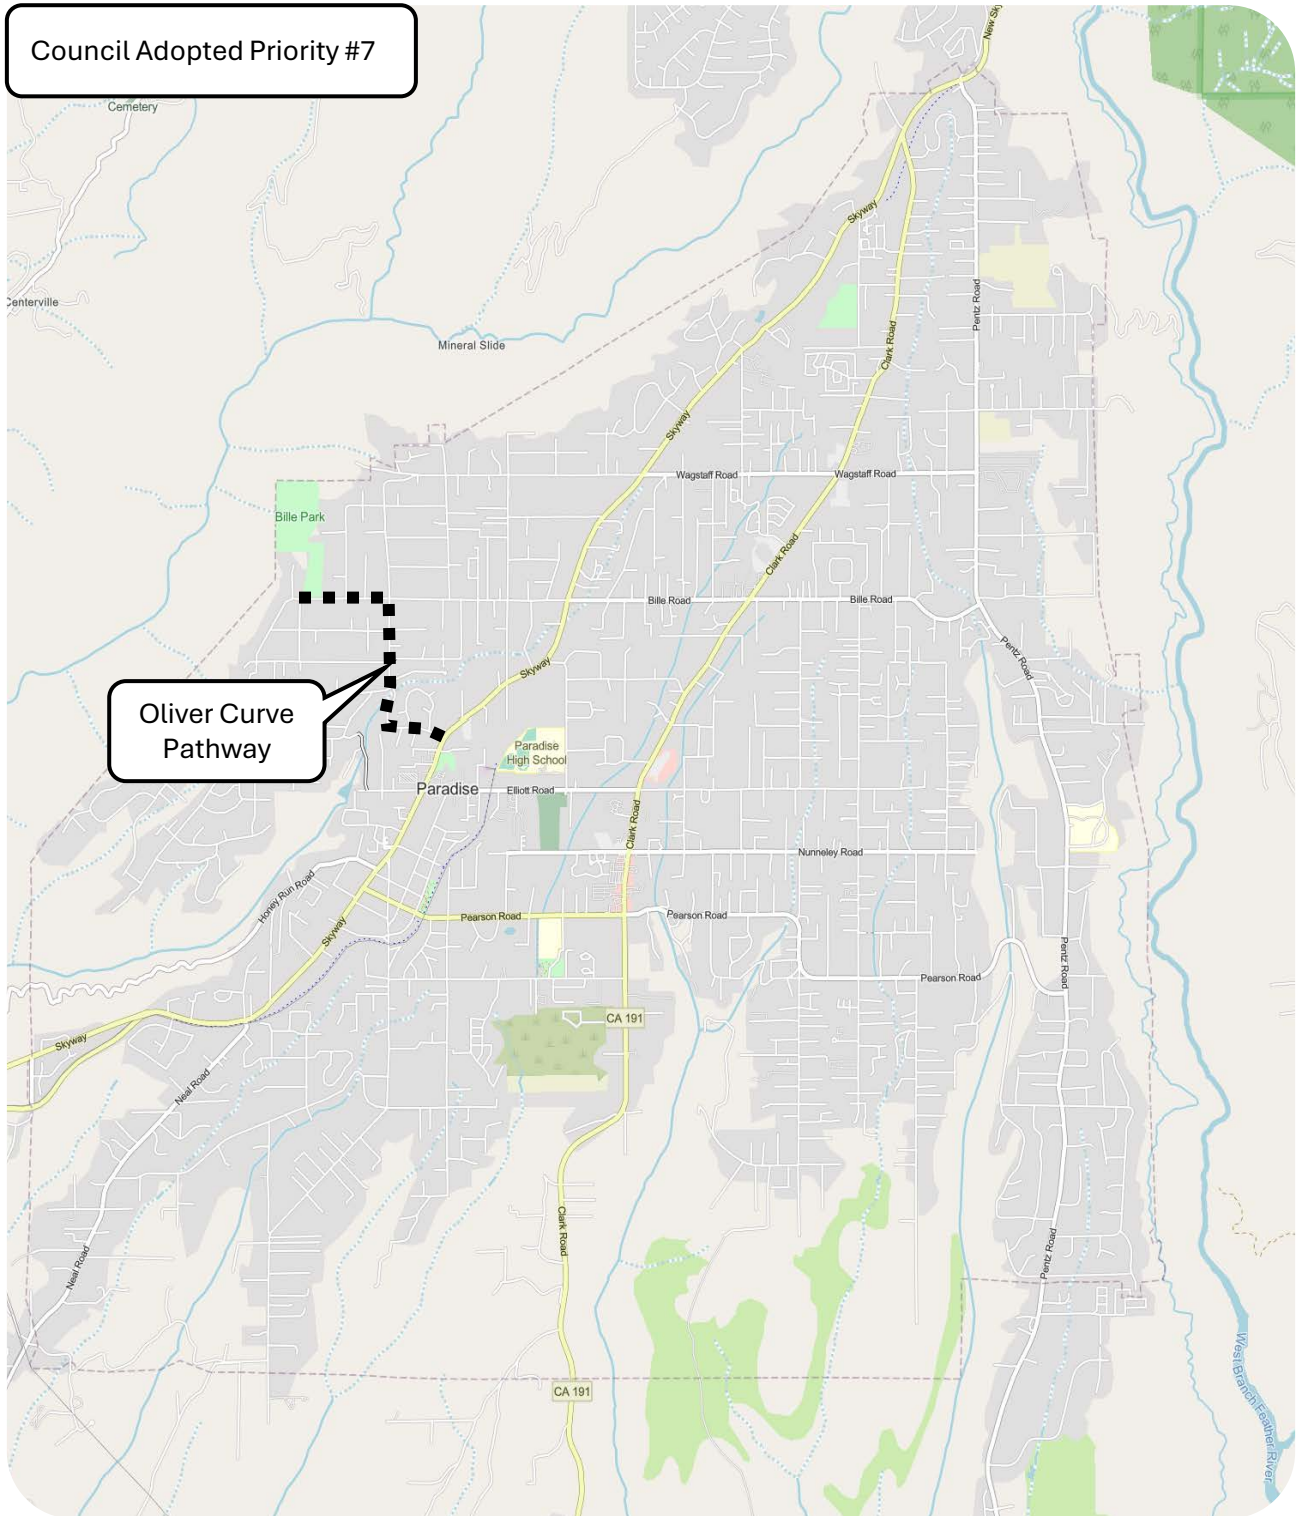 Council Adopted Priority #7
New Sky
Cemetery
Skyway
Centerville
Pentz Road
Mineral Slide
Clark Road
Skyway
Wagstaff Road
Wagstaff Road
Bille Park
Clark Road
Bille Road
Bille Road
Pentz Road
Skyway
Oliver Curve
Pathway
Paradise
High School
Paradise
Elliott Road
Clark Road
Nunneley Road
Honey Run Road
Pearson Road
Pearson Road
Skyway
Pentz Road
Pearson Road
CA 191
Skyway
Neal Road
Clark Road
Pentz Road
Neal Road
CA 191
West Branch Feather River